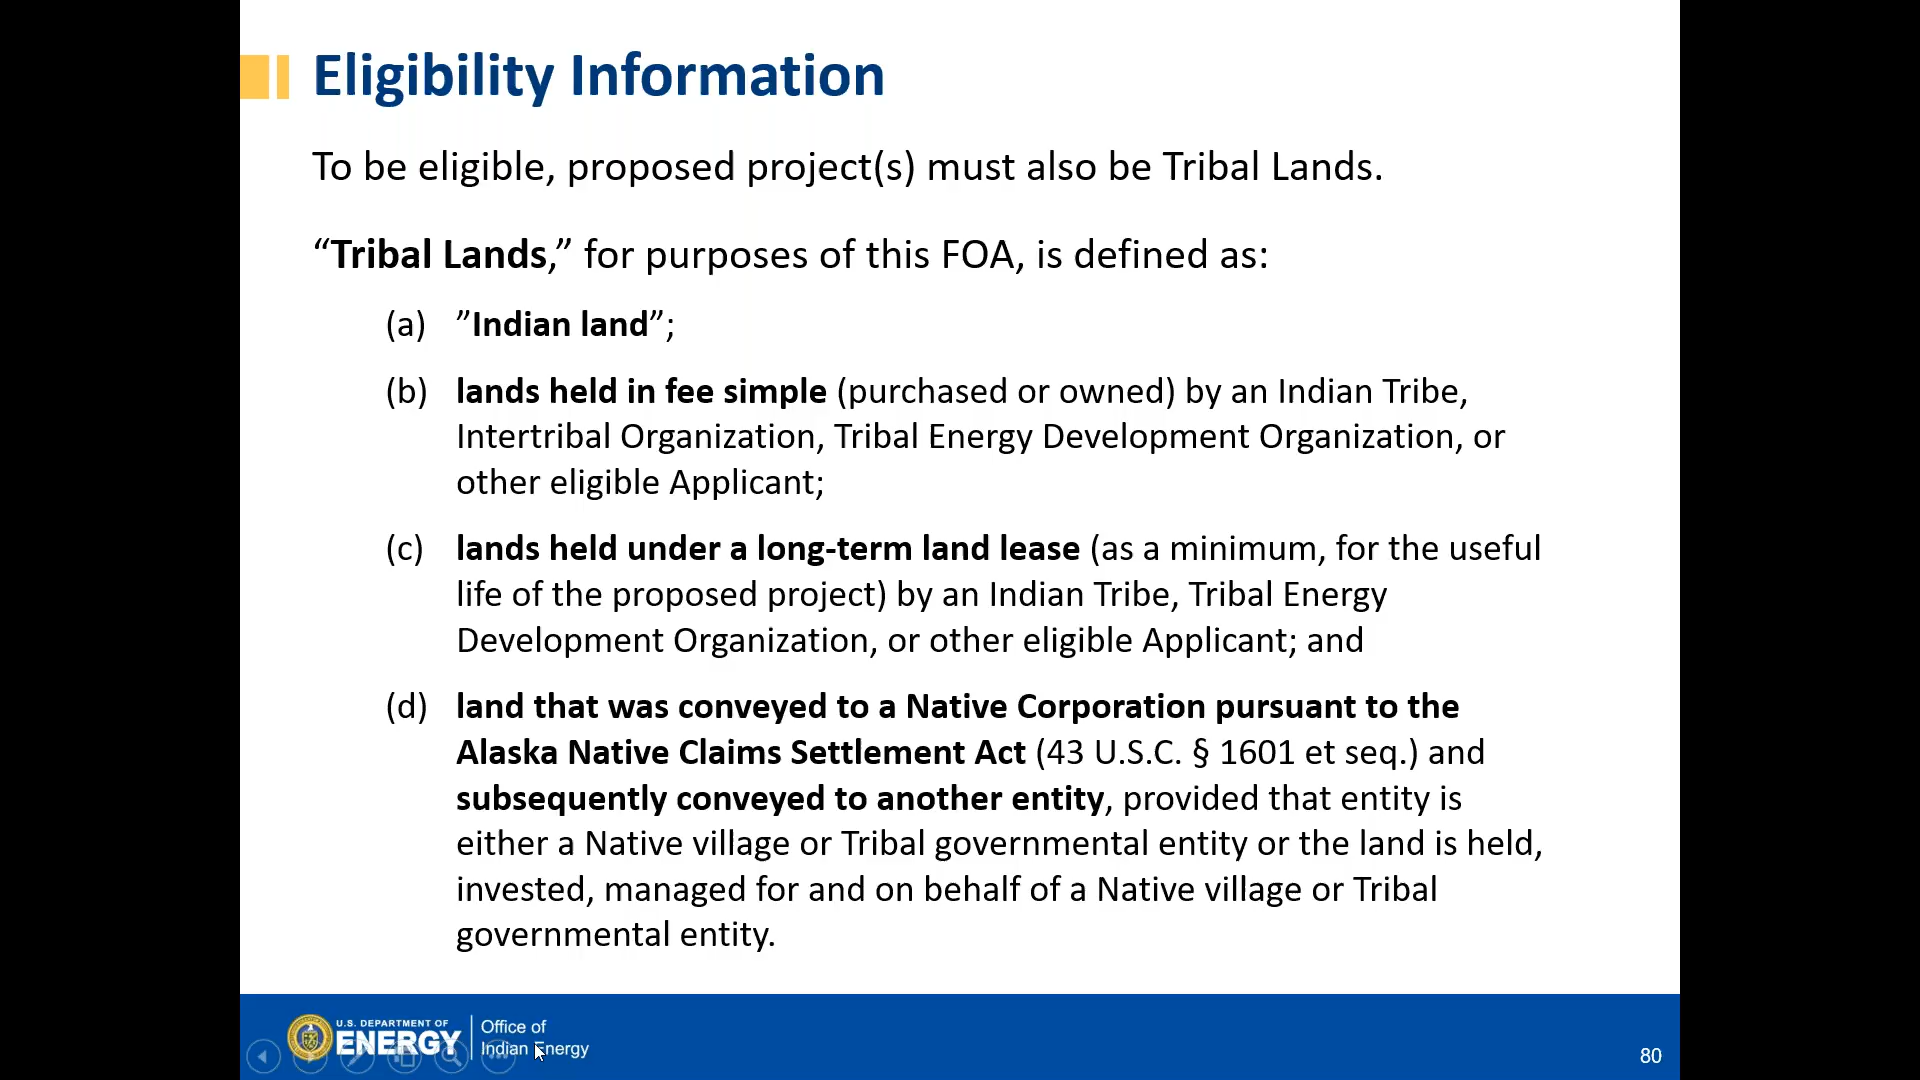 Eligibility Information
To be eligible, proposed project(s) must also be Tribal Lands.
“Tribal Lands,” for purposes of this FOA, is defined as:
(a) ”Indian land”;
(b) lands held in fee simple (purchased or owned) by an Indian Tribe,
Intertribal Organization, Tribal Energy Development Organization, or
other eligible Applicant;
(c) lands held under a long-term land lease (as a minimum, for the useful
life of the proposed project) by an Indian Tribe, Tribal Energy
Development Organization, or other eligible Applicant; and
(d) land that was conveyed to a Native Corporation pursuant to the
Alaska Native Claims Settlement Act (43 U.S.C. § 1601 et seq.) and
subsequently conveyed to another entity, provided that entity is
either a Native village or Tribal governmental entity or the land is held,
invested, managed for and on behalf of a Native village or Tribal
governmental entity.
U.S. DEPARTMENT OF
ENERGY
Office of
Indian Energy
80